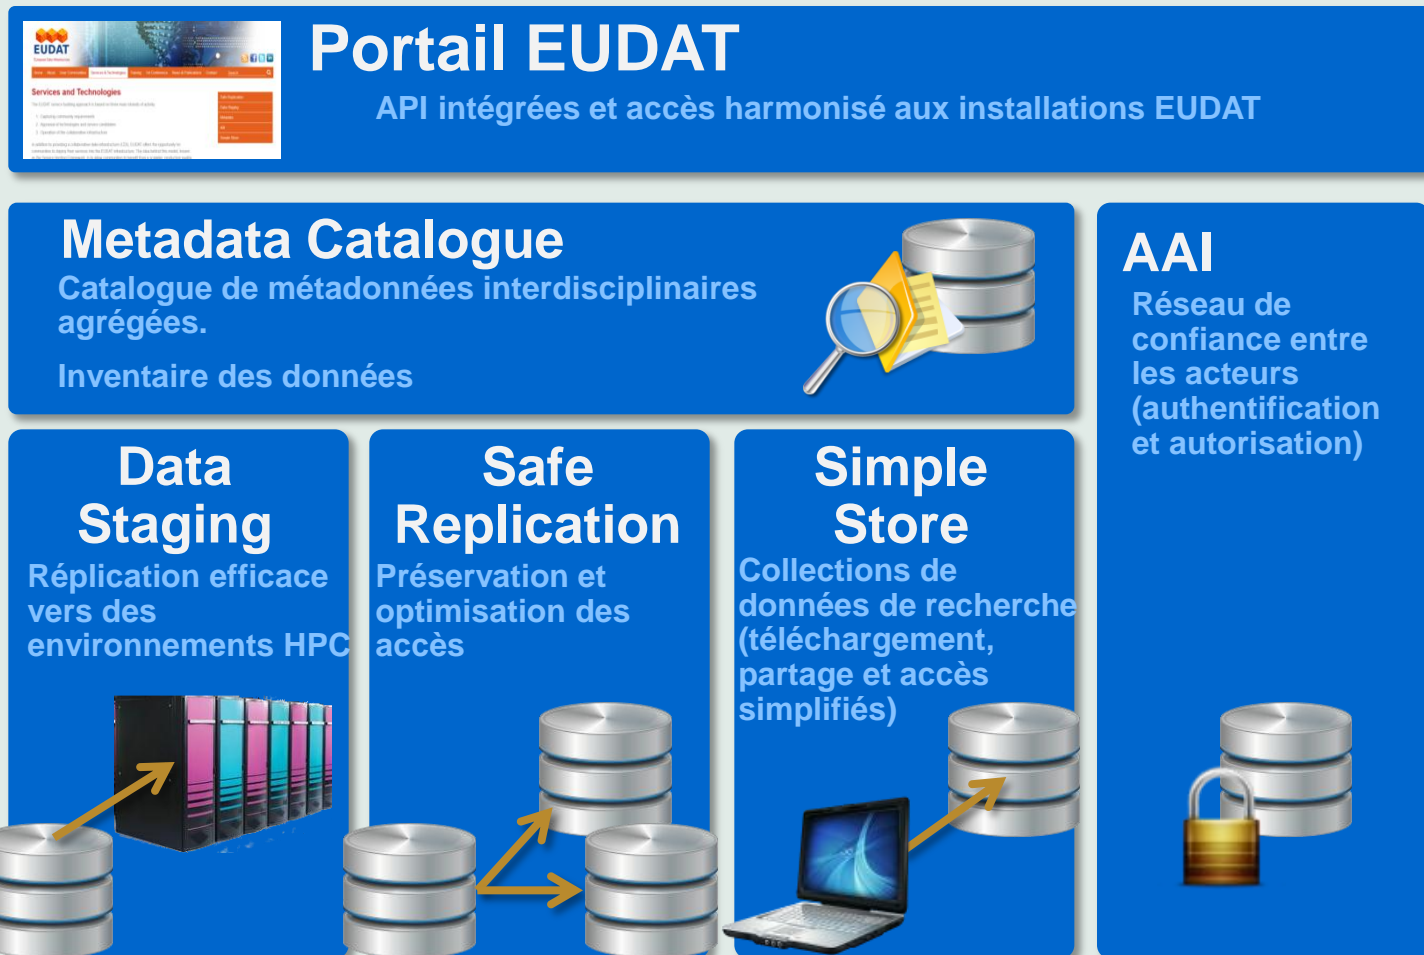 EUDAT
Portail EUDAT
API intégrées et accès harmonisé aux installations EUDAT
Services and Technologies
Metadata Catalogue
Catalogue de métadonnées interdisciplinaires
agrégées.
Inventaire des données
AAI
Réseau de
confiance entre
les acteurs
(authentification
et autorisation)
Data
Staging
Réplication efficace
vers des
environnements HPC
Safe
Replication
Préservation et
optimisation des
accès
Simple
Store
Collections de
données de recherche
(téléchargement,
partage et accès
simplifiés)